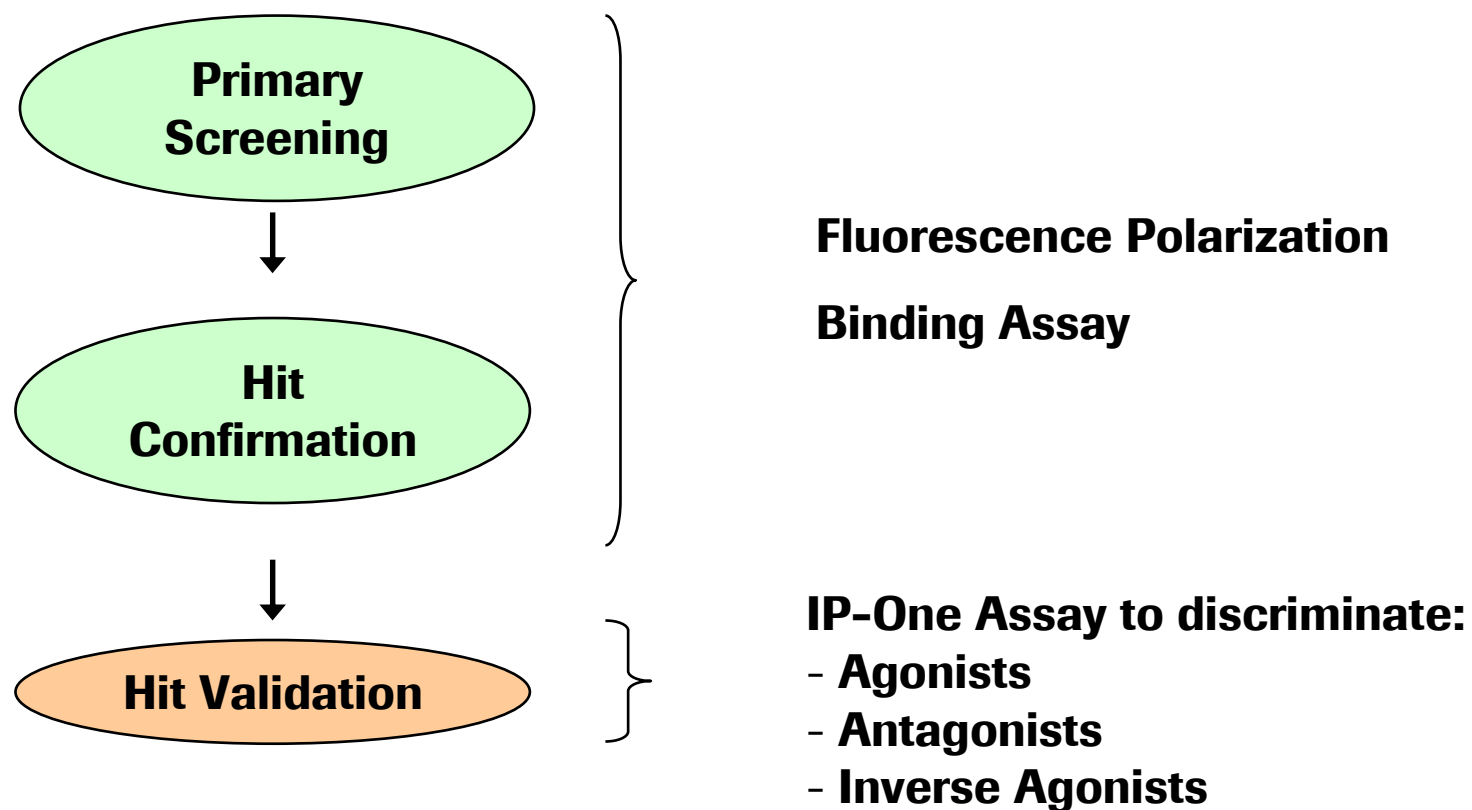 Primary
Screening
Fluorescence Polarization
Binding Assay
Hit
Confirmation
Hit Validation
IP-One Assay to discriminate:
- Agonists
- Antagonists
- Inverse Agonists